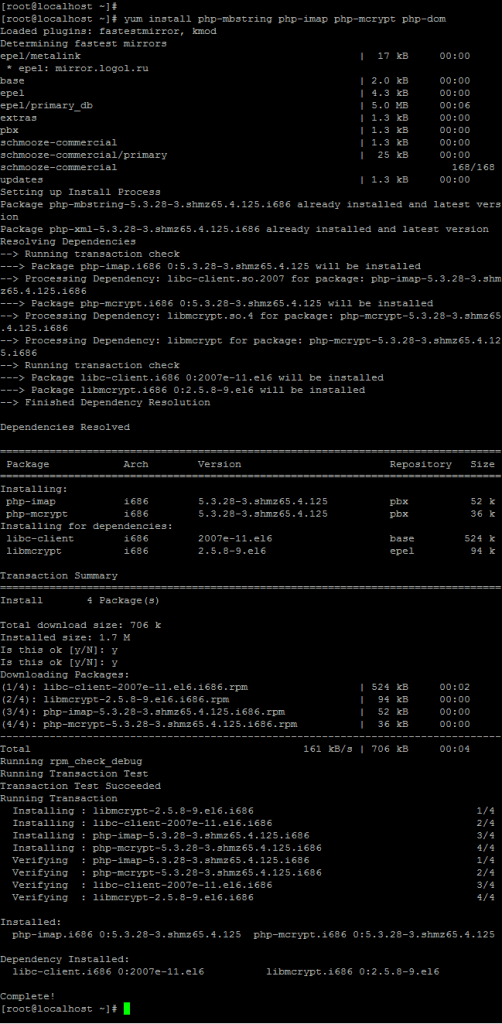 [root@localhost ~]#
[root@localhost ~]# yum install php-mbstring php-imap php-mcrypt php-dom
Loaded plugins: fastestmirror, kmod
Determining fastest mirrors
epel/metalink | 17 kB 00:00
* epel: mirror.logol.ru
base | 2.0 kB 00:00
epel | 4.3 kB 00:00
epel/primary_db | 5.0 MB 00:06
extras | 1.3 kB 00:00
pbx | 1.3 kB 00:00
schmooze-commercial | 1.3 kB 00:00
schmooze-commercial/primary | 25 kB 00:00
schmooze-commercial 168/168
updates | 1.3 kB 00:00
Setting up Install Process
Package php-mbstring-5.3.28-3.shmz65.4.125.i686 already installed and latest vers
ion
Package php-xml-5.3.28-3.shmz65.4.125.i686 already installed and latest version
Resolving Dependencies
--> Running transaction check
---> Package php-imap.i686 0:5.3.28-3.shmz65.4.125 will be installed
--> Processing Dependency: libc-client.so.2007 for package: php-imap-5.3.28-3.shm
z65.4.125.i686
---> Package php-mcrypt.i686 0:5.3.28-3.shmz65.4.125 will be installed
--> Processing Dependency: libmcrypt.so.4 for package: php-mcrypt-5.3.28-3.shmz65
.4.125.i686
--> Processing Dependency: libmcrypt for package: php-mcrypt-5.3.28-3.shmz65.4.12
5.i686
--> Running transaction check
---> Package libc-client.i686 0:2007e-11.el6 will be installed
---> Package libmcrypt.i686 0:2.5.8-9.el6 will be installed
--> Finished Dependency Resolution
Dependencies Resolved
================================================================================
Package Arch Version Repository Size
================================================================================
Installing:
php-imap i686 5.3.28-3.shmz65.4.125 pbx 52 k
php-mcrypt i686 5.3.28-3.shmz65.4.125 pbx 36 k
Installing for dependencies:
libc-client i686 2007e-11.el6 base 524 k
libmcrypt i686 2.5.8-9.el6 epel 94 k
Transaction Summary
================================================================================
Install 4 Package(s)
Total download size: 706 k
Installed size: 1.7 M
Is this ok [y/N]: y
Is this ok [y/N]: y
Downloading Packages:
(1/4): libc-client-2007e-11.el6.i686.rpm | 524 kB 00:02
(2/4): libmcrypt-2.5.8-9.el6.i686.rpm | 94 kB 00:00
(3/4): php-imap-5.3.28-3.shmz65.4.125.i686.rpm | 52 kB 00:00
(4/4): php-mcrypt-5.3.28-3.shmz65.4.125.i686.rpm | 36 kB 00:00
--------------------------------------------------------------------------------
Total 161 kB/s | 706 kB 00:04
Running rpm_check_debug
Running Transaction Test
Transaction Test Succeeded
Running Transaction
Installing : libmcrypt-2.5.8-9.el6.i686 1/4
Installing : libc-client-2007e-11.el6.i686 2/4
Installing : php-imap-5.3.28-3.shmz65.4.125.i686 3/4
Installing : php-mcrypt-5.3.28-3.shmz65.4.125.i686 4/4
Verifying : php-imap-5.3.28-3.shmz65.4.125.i686 1/4
Verifying : php-mcrypt-5.3.28-3.shmz65.4.125.i686 2/4
Verifying : libc-client-2007e-11.el6.i686 3/4
Verifying : libmcrypt-2.5.8-9.el6.i686 4/4
Installed:
php-imap.i686 0:5.3.28-3.shmz65.4.125 php-mcrypt.i686 0:5.3.28-3.shmz65.4.125
Dependency Installed:
libc-client.i686 0:2007e-11.el6 libmcrypt.i686 0:2.5.8-9.el6
Complete!
[root@localhost ~]#